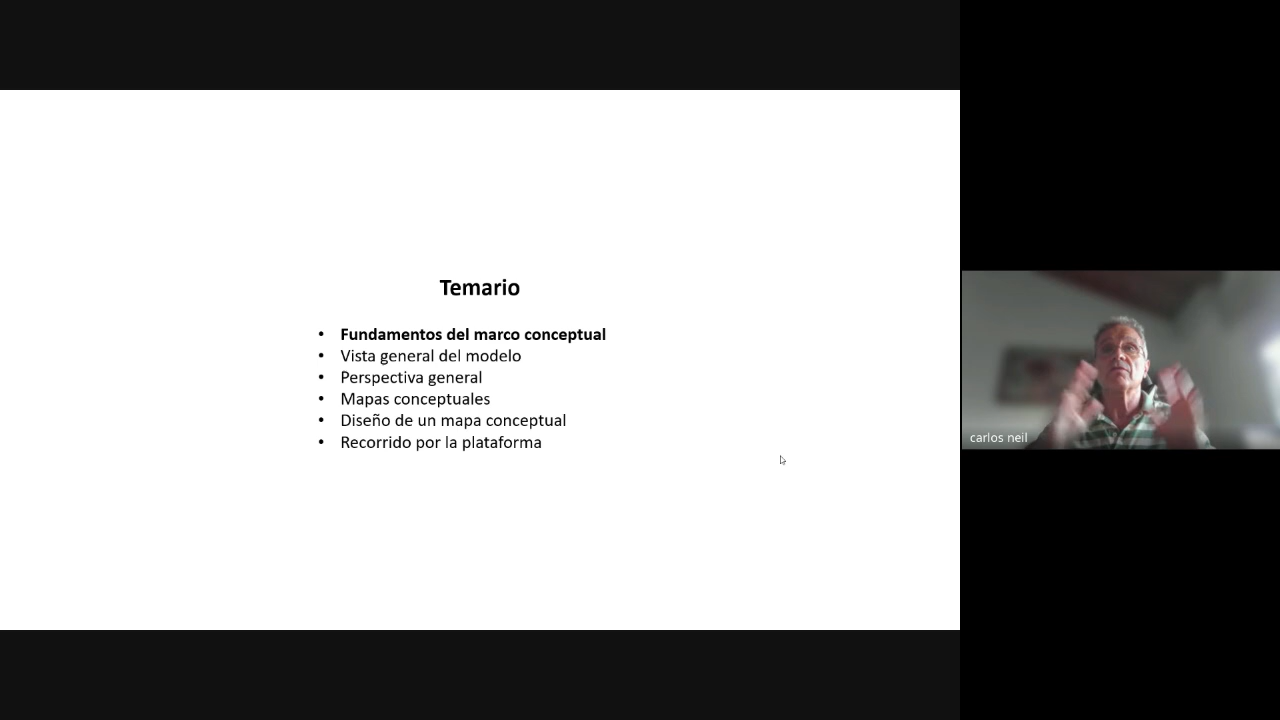 Temario
• Fundamentos del marco conceptual
• Vista general del modelo
• Perspectiva general
• Mapas conceptuales
• Diseño de un mapa conceptual
• Recorrido por la plataforma
carlos neil